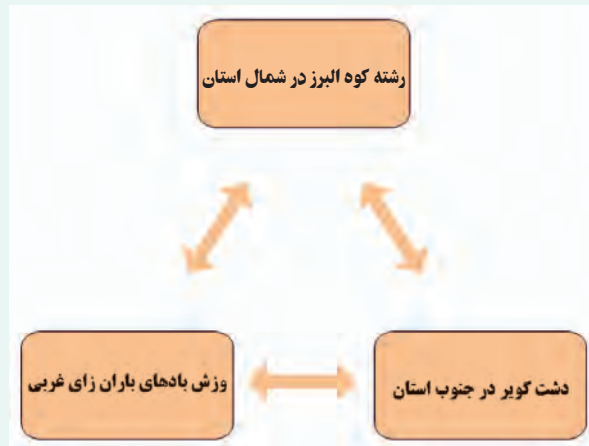 رشته کوه البرز در شمال استان
دشت کویر در جنوب استان
وزش بادهای باران زای غربی